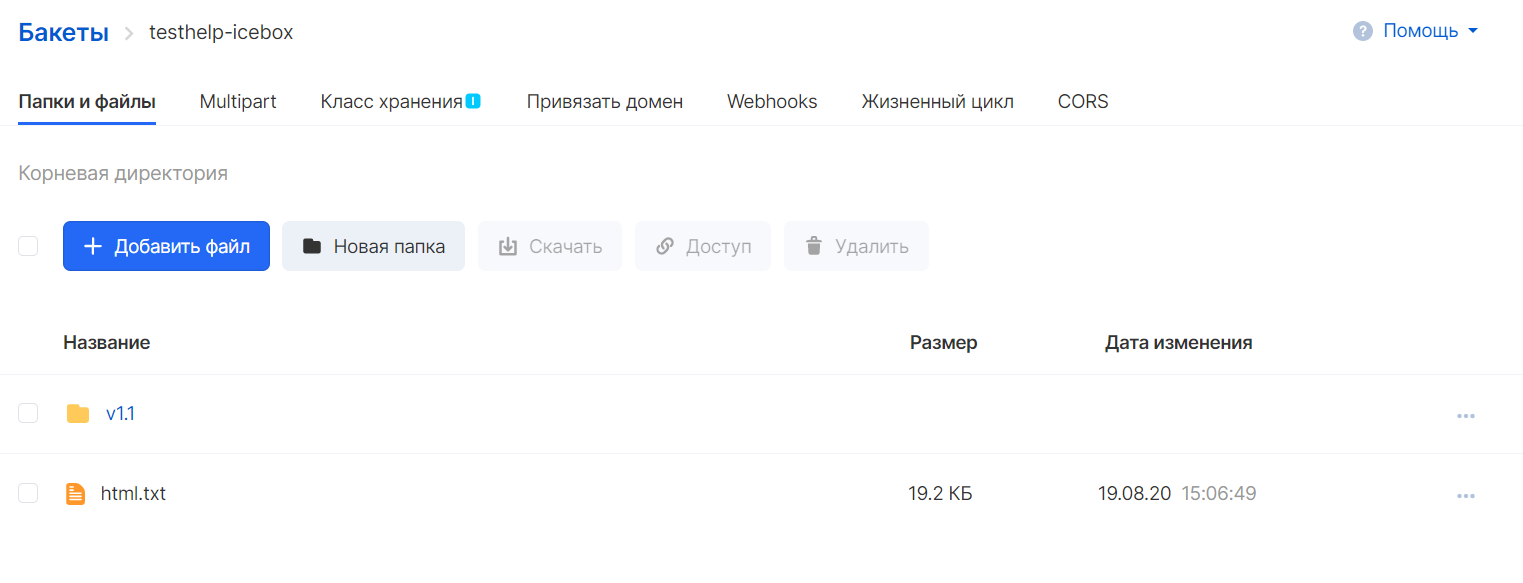 Бакеты > testhelp-icebox
Помощь
Папки и файлы Multipart Класс хранения I Привязать домен Webhooks Жизненный цикл CORS
Корневая директория
+ Добавить файл Новая папка Скачать Доступ Удалить
Название Размер Дата изменения
v1.1
html.txt 19.2 КБ 19.08.20 15:06:49